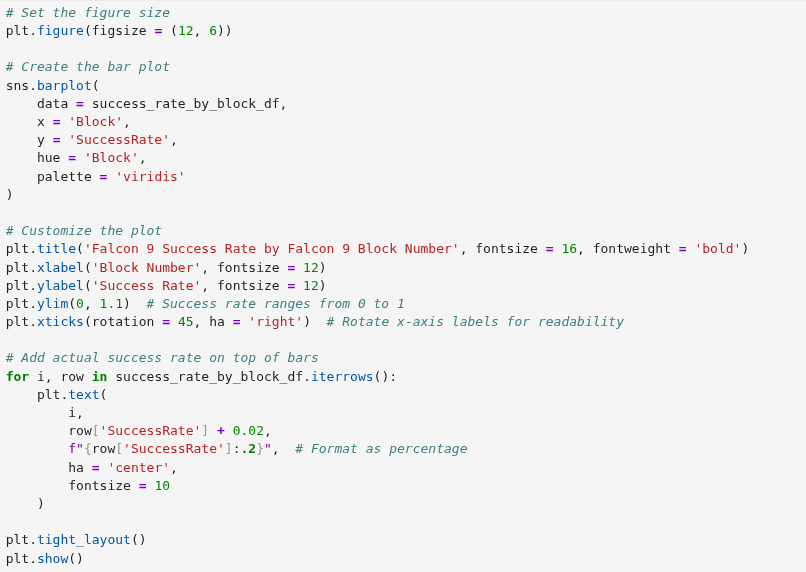 # Set the figure size
plt.figure(figsize = (12, 6))

# Create the bar plot
sns.barplot(
    data = success_rate_by_block_df,
    x = 'Block',
    y = 'SuccessRate',
    hue = 'Block',
    palette = 'viridis'
)

# Customize the plot
plt.title('Falcon 9 Success Rate by Falcon 9 Block Number', fontsize = 16, fontweight = 'bold')
plt.xlabel('Block Number', fontsize = 12)
plt.ylabel('Success Rate', fontsize = 12)
plt.ylim(0, 1.1)  # Success rate ranges from 0 to 1
plt.xticks(rotation = 45, ha = 'right')  # Rotate x-axis labels for readability

# Add actual success rate on top of bars
for i, row in success_rate_by_block_df.iterrows():
    plt.text(
        i,
        row['SuccessRate'] + 0.02,
        f"{row['SuccessRate']:.2}",  # Format as percentage
        ha = 'center',
        fontsize = 10
    )

plt.tight_layout()
plt.show()